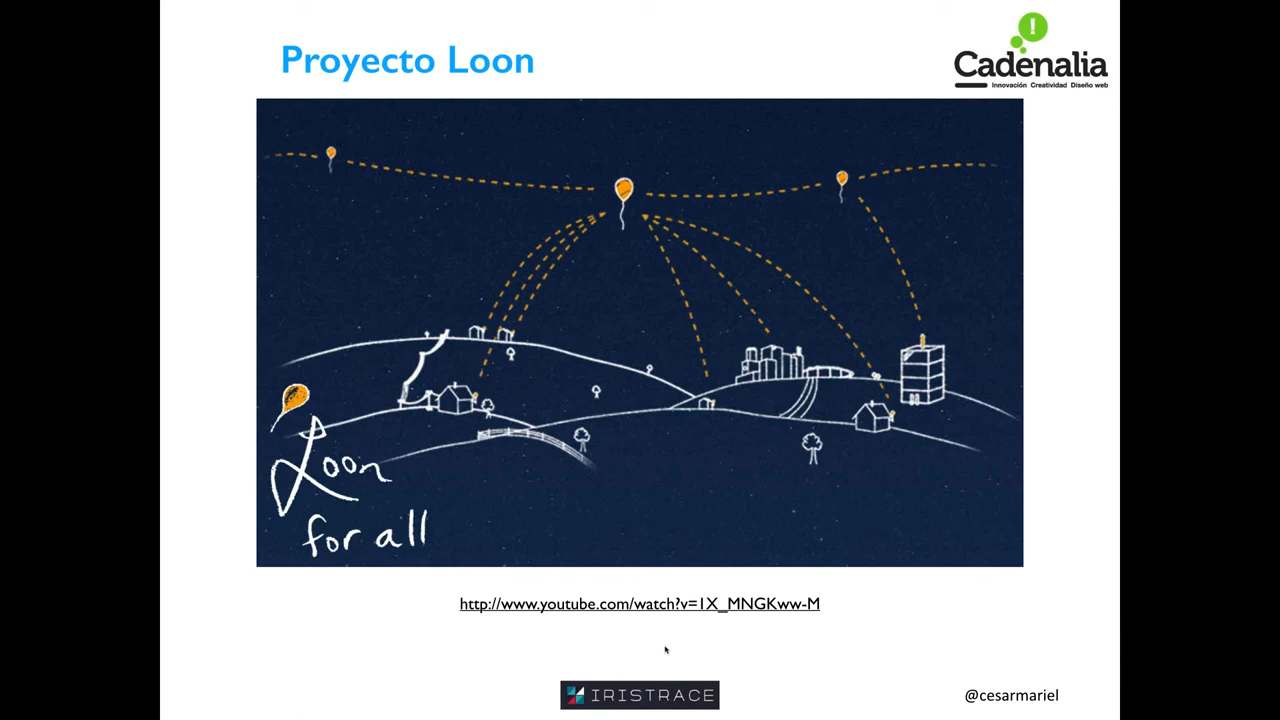 Proyecto Loon
!
Cadenalia
Innovación Creatividad Diseño web
Loon
for all
http://www.youtube.com/watch?v=1X_MNGKww-M
IRISTRACE
@cesarmariel